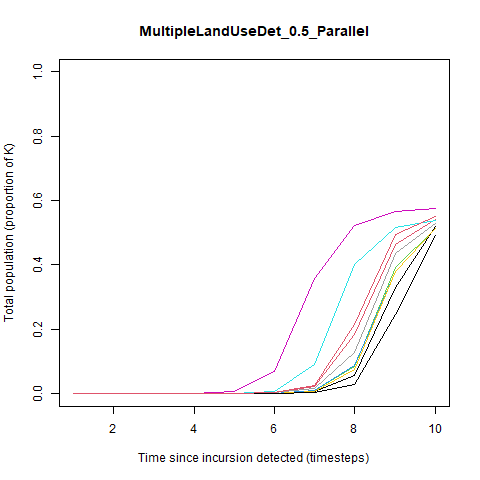 MultipleLandUseDet_0.5_Parallel
Total population (proportion of K)
1.0
0.8
0.6
0.4
0.2
0.0
2 4 6 8 10
Time since incursion detected (timesteps)